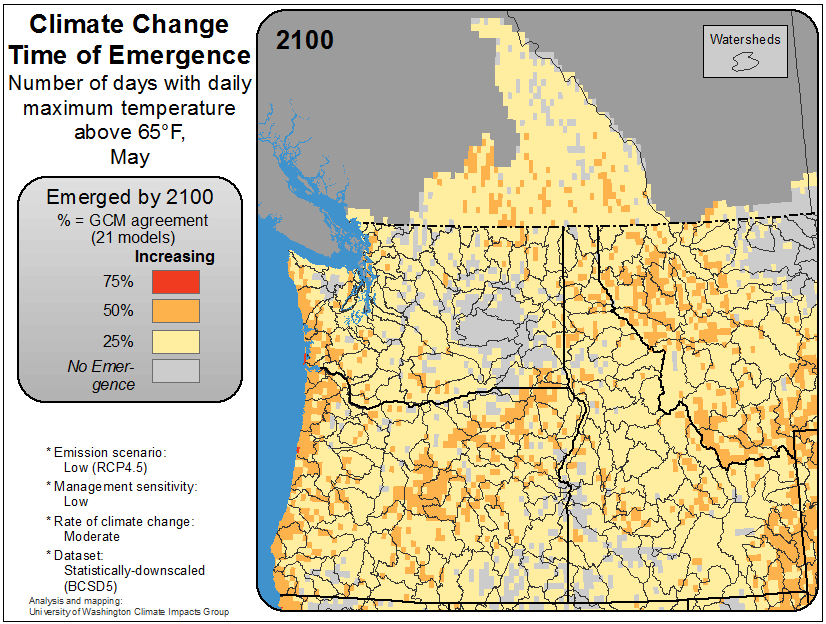 Climate Change
Time of Emergence
Number of days with daily
maximum temperature
above 65°F,
May
Emerged by 2100
% = GCM agreement
(21 models)
Increasing
75%
50%
25%
No Emer-
gence
* Emission scenario:
Low (RCP4.5)
* Management sensitivity:
Low
* Rate of climate change:
Moderate
* Dataset:
Statistically-downscaled
(BCSD5)
Analysis and mapping:
University of Washington Climate Impacts Group
2100
Watersheds